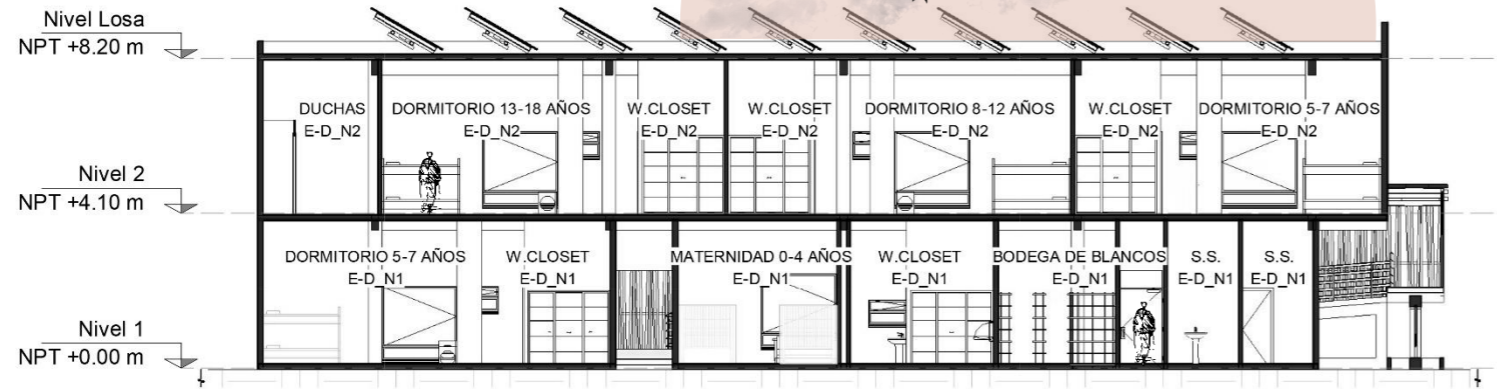 Nivel Losa
NPT +8.20 m
DUCHAS
E-D_N2
DORMITORIO 13-18 AÑOS
E-D_N2
W.CLOSET
E-D_N2
W.CLOSET
E-D_N2
DORMITORIO 8-12 AÑOS
E-D_N2
W.CLOSET
E-D_N2
DORMITORIO 5-7 AÑOS
E-D_N2
Nivel 2
NPT +4.10 m
DORMITORIO 5-7 AÑOS
E-D_N1
W.CLOSET
E-D_N1
MATERNIDAD 0-4 AÑOS
E-D_N1
W.CLOSET
E-D_N1
BODEGA DE BLANCOS
E-D_N1
S.S.
E-D_N1
S.S.
E-D_N1
Nivel 1
NPT +0.00 m